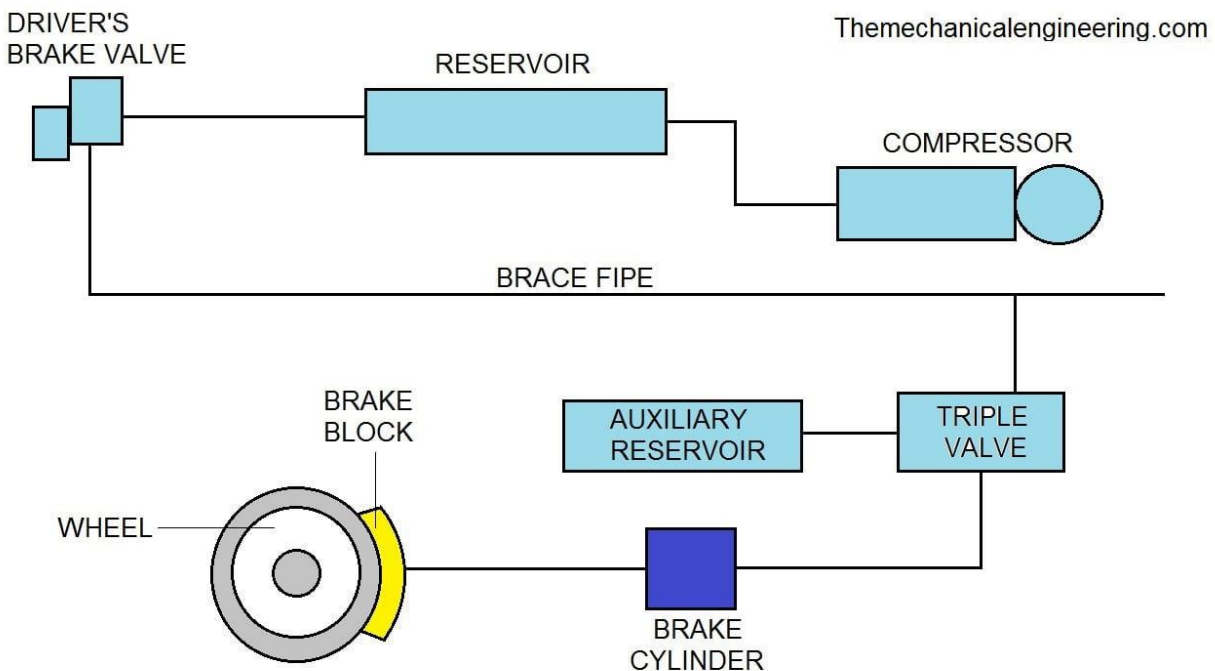 DRIVER'S
BRAKE VALVE
Themechanicalengineering.com
RESERVOIR
COMPRESSOR
BRACE FIPE
BRAKE
BLOCK
AUXILIARY
RESERVOIR
TRIPLE
VALVE
WHEEL
BRAKE
CYLINDER